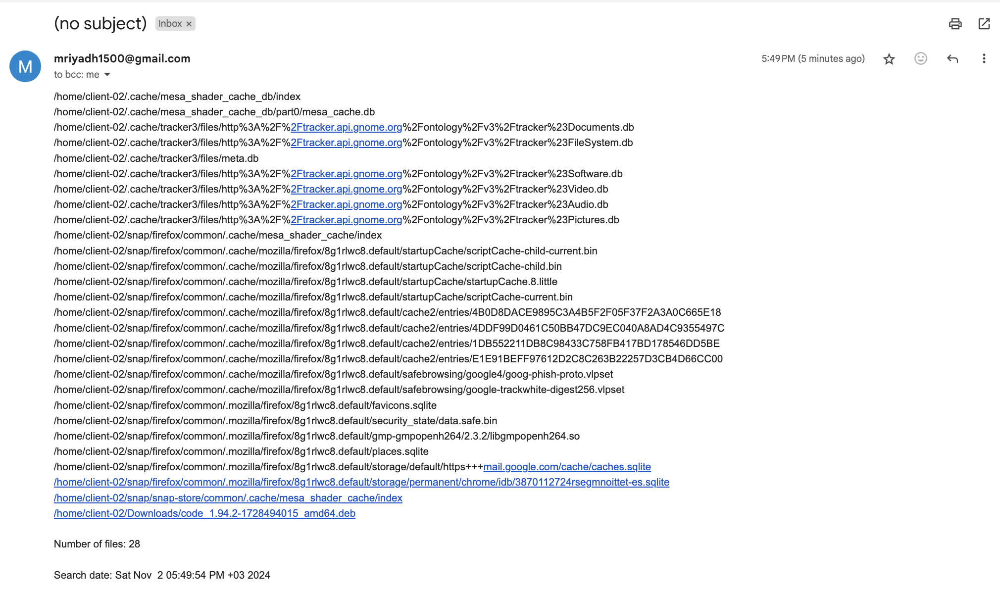 (no subject) Inbox ×
M
mriyadh1500@gmail.com 5:49 PM (5 minutes ago)
to bcc: me
/home/client-02/.cache/mesa_shader_cache_db/index
/home/client-02/.cache/mesa_shader_cache_db/part0/mesa_cache.db
/home/client-02/.cache/tracker3/files/http%3A%2F%2Ftracker.api.gnome.org%2Fontology%2Fv3%2Ftracker%23Documents.db
/home/client-02/.cache/tracker3/files/http%3A%2F%2Ftracker.api.gnome.org%2Fontology%2Fv3%2Ftracker%23FileSystem.db
/home/client-02/.cache/tracker3/files/meta.db
/home/client-02/.cache/tracker3/files/http%3A%2F%2Ftracker.api.gnome.org%2Fontology%2Fv3%2Ftracker%23Software.db
/home/client-02/.cache/tracker3/files/http%3A%2F%2Ftracker.api.gnome.org%2Fontology%2Fv3%2Ftracker%23Video.db
/home/client-02/.cache/tracker3/files/http%3A%2F%2Ftracker.api.gnome.org%2Fontology%2Fv3%2Ftracker%23Audio.db
/home/client-02/.cache/tracker3/files/http%3A%2F%2Ftracker.api.gnome.org%2Fontology%2Fv3%2Ftracker%23Pictures.db
/home/client-02/snap/firefox/common/.cache/mesa_shader_cache/index
/home/client-02/snap/firefox/common/.cache/mozilla/firefox/8g1rlwc8.default/startupCache/scriptCache-child-current.bin
/home/client-02/snap/firefox/common/.cache/mozilla/firefox/8g1rlwc8.default/startupCache/scriptCache-child.bin
/home/client-02/snap/firefox/common/.cache/mozilla/firefox/8g1rlwc8.default/startupCache/startupCache.8.little
/home/client-02/snap/firefox/common/.cache/mozilla/firefox/8g1rlwc8.default/startupCache/scriptCache-current.bin
/home/client-02/snap/firefox/common/.cache/mozilla/firefox/8g1rlwc8.default/cache2/entries/4B0D8DACE9895C3A4B5F2F05F37F2A3A0C665E18
/home/client-02/snap/firefox/common/.cache/mozilla/firefox/8g1rlwc8.default/cache2/entries/4DDF99D0461C50BB47DC9EC040A8AD4C9355497C
/home/client-02/snap/firefox/common/.cache/mozilla/firefox/8g1rlwc8.default/cache2/entries/1DB552211DB8C98433C758FB417BD178546DD5BE
/home/client-02/snap/firefox/common/.cache/mozilla/firefox/8g1rlwc8.default/cache2/entries/E1E91BEFF97612D2C8C263B22257D3CB4D66CC00
/home/client-02/snap/firefox/common/.cache/mozilla/firefox/8g1rlwc8.default/safebrowsing/google4/goog-phish-proto.vlpset
/home/client-02/snap/firefox/common/.cache/mozilla/firefox/8g1rlwc8.default/safebrowsing/google-trackwhite-digest256.vlpset
/home/client-02/snap/firefox/common/.mozilla/firefox/8g1rlwc8.default/favicons.sqlite
/home/client-02/snap/firefox/common/.mozilla/firefox/8g1rlwc8.default/security_state/data.safe.bin
/home/client-02/snap/firefox/common/.mozilla/firefox/8g1rlwc8.default/gmp-gmpopenh264/2.3.2/libgmpopenh264.so
/home/client-02/snap/firefox/common/.mozilla/firefox/8g1rlwc8.default/places.sqlite
/home/client-02/snap/firefox/common/.mozilla/firefox/8g1rlwc8.default/storage/default/https+++mail.google.com/cache/caches.sqlite
/home/client-02/snap/firefox/common/.mozilla/firefox/8g1rlwc8.default/storage/permanent/chrome/idb/3870112724rsegmnoittet-es.sqlite
/home/client-02/snap/snap-store/common/.cache/mesa_shader_cache/index
/home/client-02/Downloads/code_1.94.2-1728494015_amd64.deb
Number of files: 28
Search date: Sat Nov  2 05:49:54 PM +03 2024